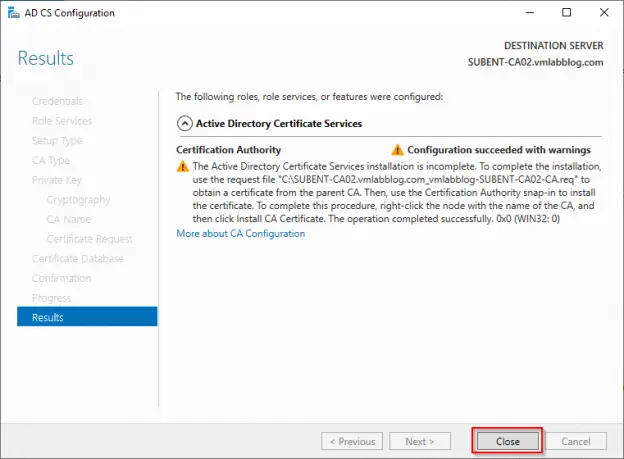 AD CS Configuration
Results
DESTINATION SERVER
SUBENT-CA02.vmlabblog.com
Credentials
Role Services
Setup Type
CA Type
Private Key
Cryptography
CA Name
Certificate Request
Certificate Database
Confirmation
Progress
Results
The following roles, role services, or features were configured:
Active Directory Certificate Services
Certification Authority
Configuration succeeded with warnings
The Active Directory Certificate Services installation is incomplete. To complete the installation,
use the request file "C:\SUBENT-CA02.vmlabblog.com_vmlabblog-SUBENT-CA02-CA.req" to
obtain a certificate from the parent CA. Then, use the Certification Authority snap-in to install
the certificate. To complete this procedure, right-click the node with the name of the CA, and
then click Install CA Certificate. The operation completed successfully. 0x0 (WIN32: 0)
More about CA Configuration
< Previous
Next >
Close
Cancel